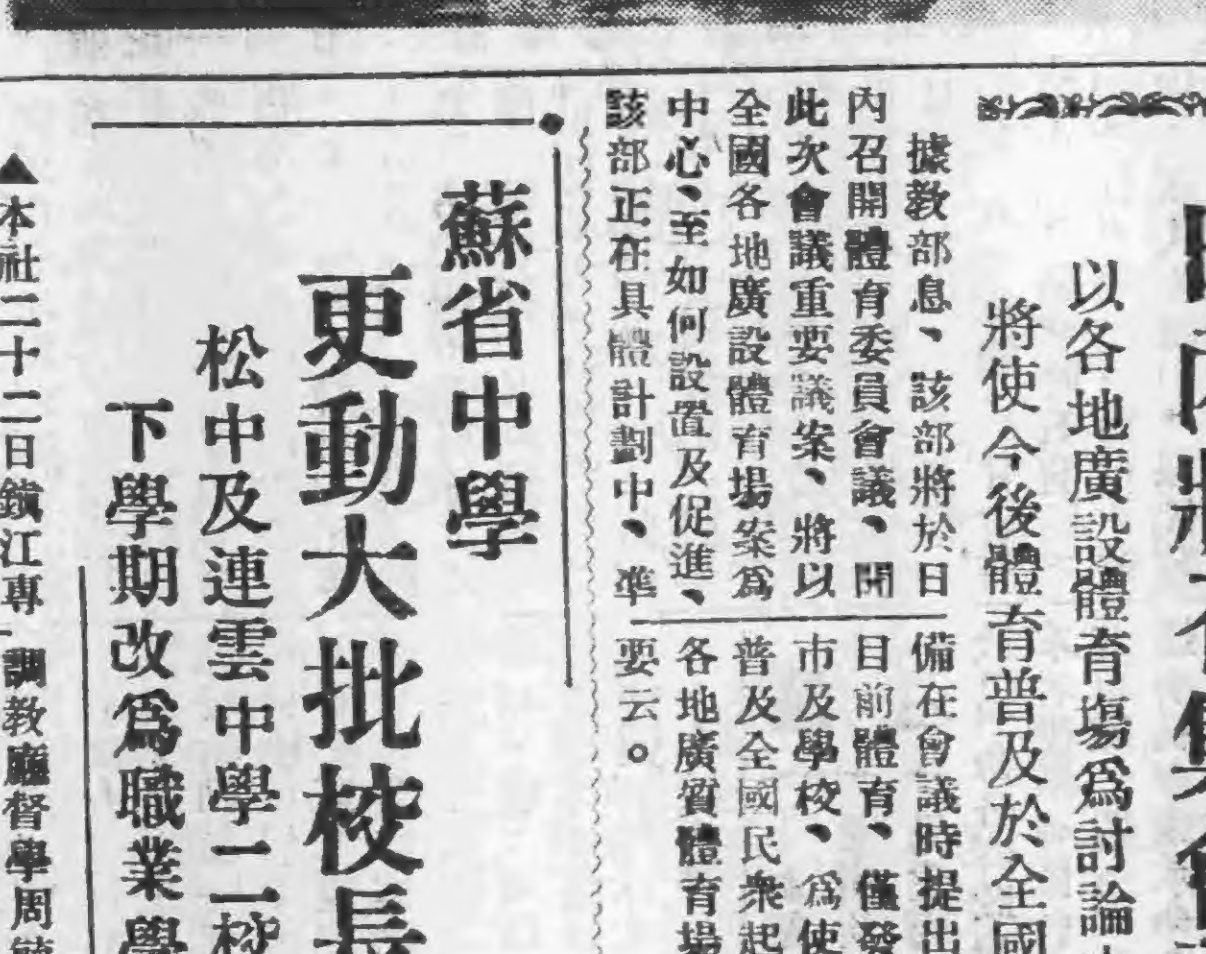 以各地廣設體育塲爲討論
將使今後體育普及於全國
據教部息、該部將於日
內召開體育委員會議、開
此次會議重要議案、將以
全國各地廣設體育場案爲
中心、至如何設置及促進、
該部正在具體計劃中、準
備在會議時提出
目前體育、僅發
市及學校、爲使
普及全國民衆起
各地廣質體育場
要云。
蘇省中學
更動大批校長
松中及連雲中學二校
下學期改爲職業學
▲本社二十二日鎮江專 調教廳督學周